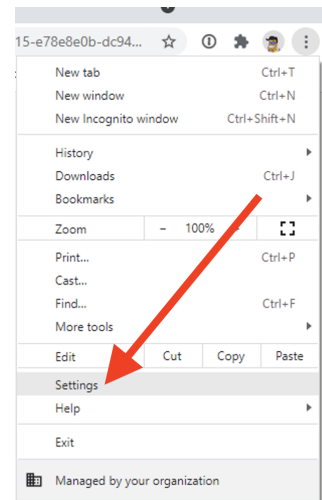 15-e78e8e0b-dc94...
New tab Ctrl+T
New window Ctrl+N
New Incognito window Ctrl+Shift+N
History
Downloads Ctrl+J
Bookmarks
Zoom - 100%
Print... Ctrl+P
Cast...
Find... Ctrl+F
More tools
Edit Cut Copy Paste
Settings
Help
Exit
Managed by your organization